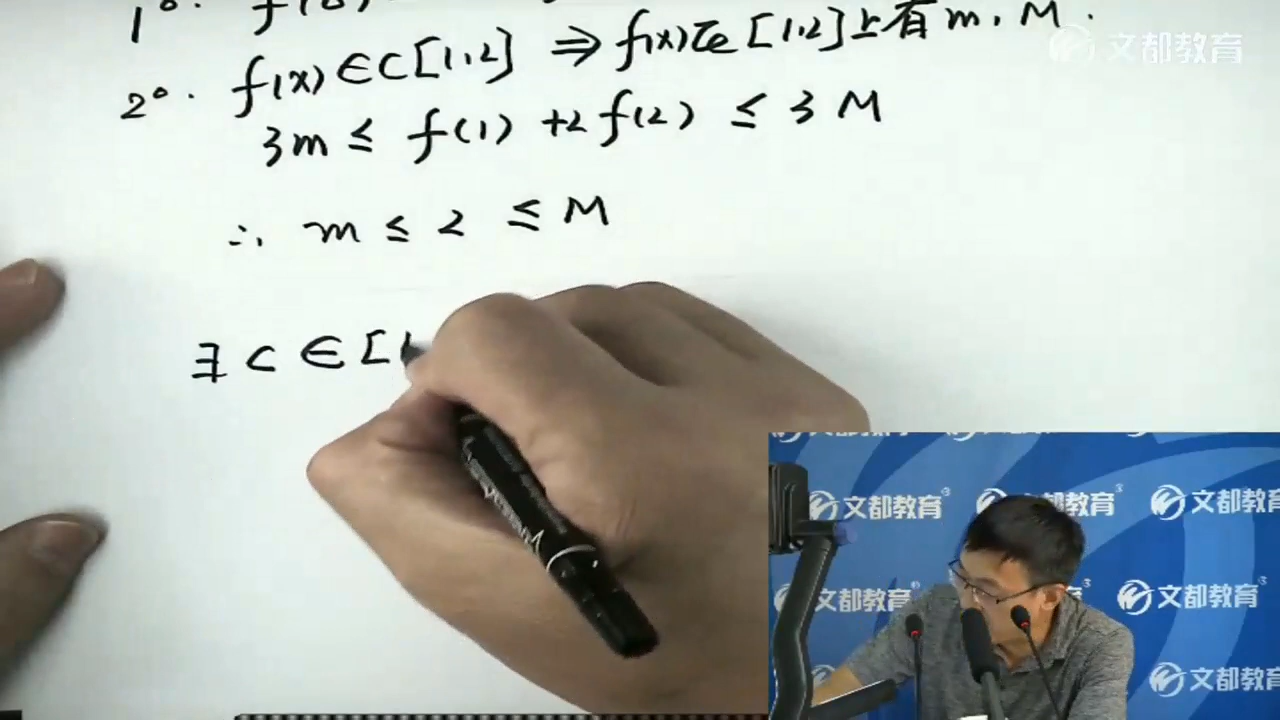 1°. f(0)
2°. f(x)∈C[1,2] ⇒ f(x)在[1,2]上有m,M.
3m ≤ f(1)+2f(2) ≤ 3M
∴ m ≤ 2 ≤ M
∃ c ∈ [1
文都教育
文都教育
文都教育
文都教育
文都教育
文都教育
文都教育